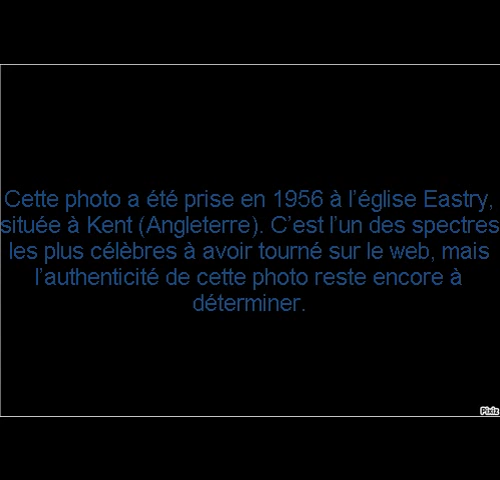 Cette photo a été prise en 1956 à l’église Eastry,
située à Kent (Angleterre). C’est l’un des spectres
les plus célèbres à avoir tourné sur le web, mais
l’authenticité de cette photo reste encore à
déterminer.
Pixiz